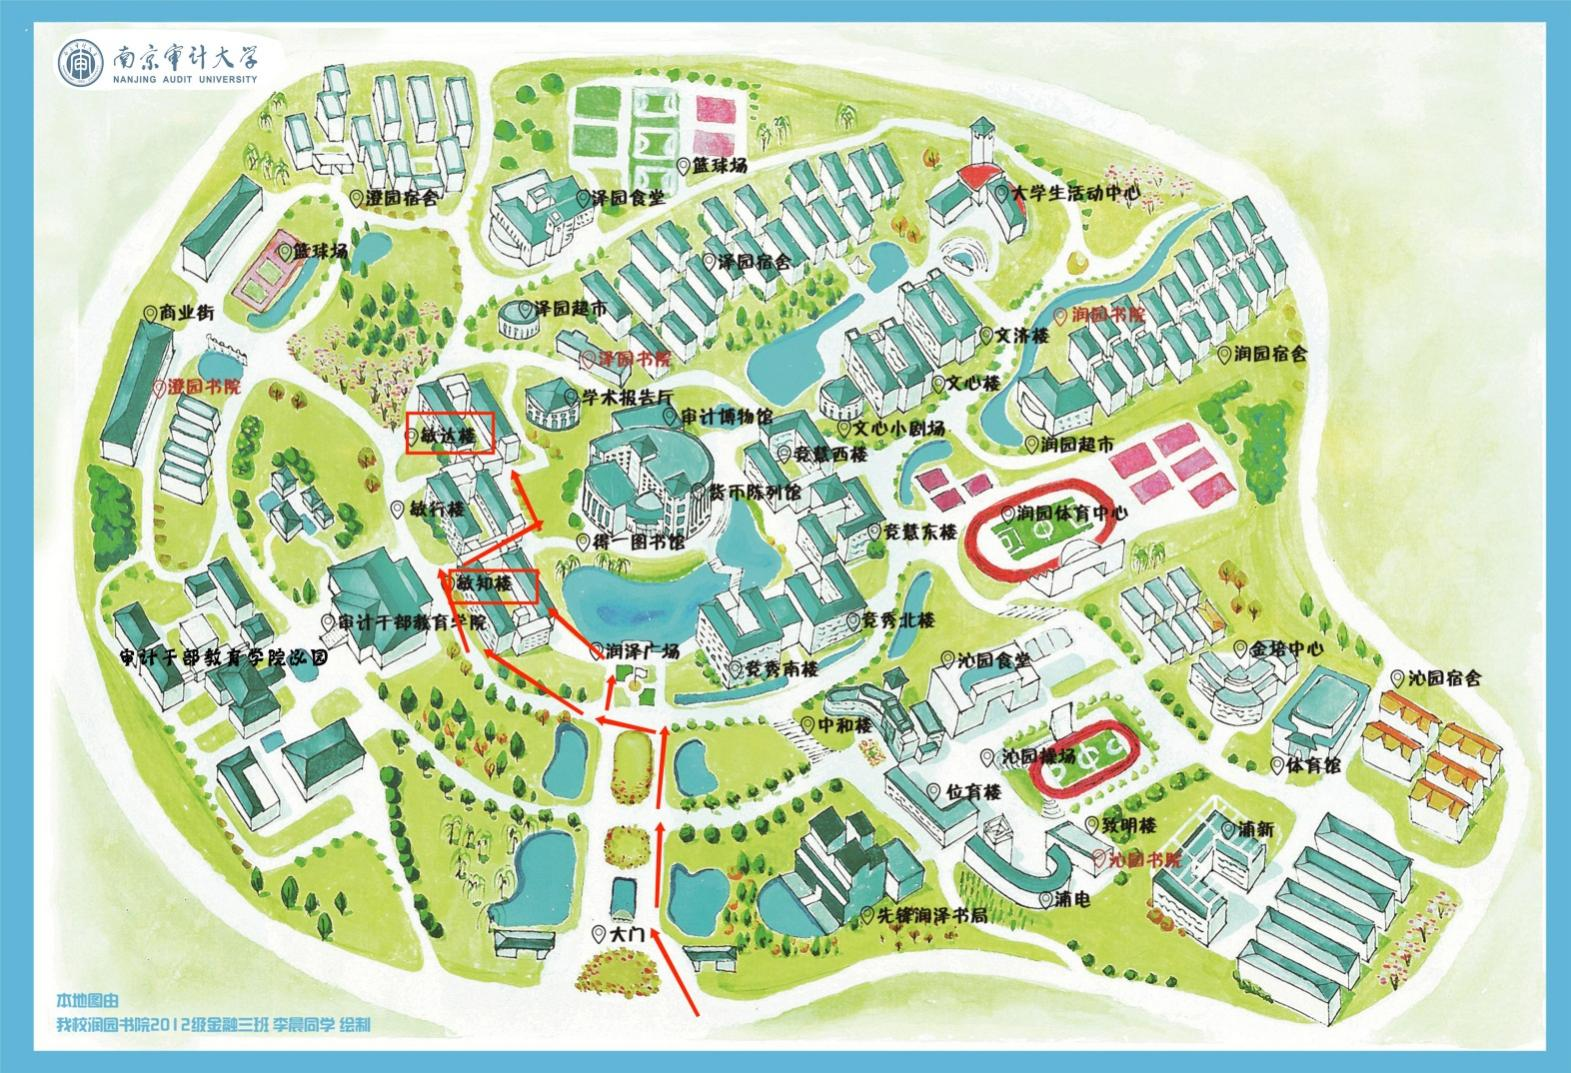 南京审计大学
NANJING AUDIT UNIVERSITY
篮球场
澄园宿舍
泽园食堂
大学生活动中心
篮球场
泽园宿舍
商业街
泽园超市
润园书院
文济楼
润园宿舍
泽园书院
澄园书院
学术报告厅
文心楼
审计博物馆
敏达楼
文心小剧场
润园超市
竞慧西楼
货币陈列馆
敏行楼
润园体育中心
竞慧东楼
得一图书馆
敏知楼
审计干部教育学院
竞秀北楼
润泽广场
审计干部教育学院泓园
竞秀南楼
沁园食堂
金培中心
沁园宿舍
中和楼
沁园操场
体育馆
位育楼
致明楼
浦新
沁园书院
浦电
先锋润泽书局
大门
本地图由
我校润园书院2012级金融三班 李晨同学 绘制